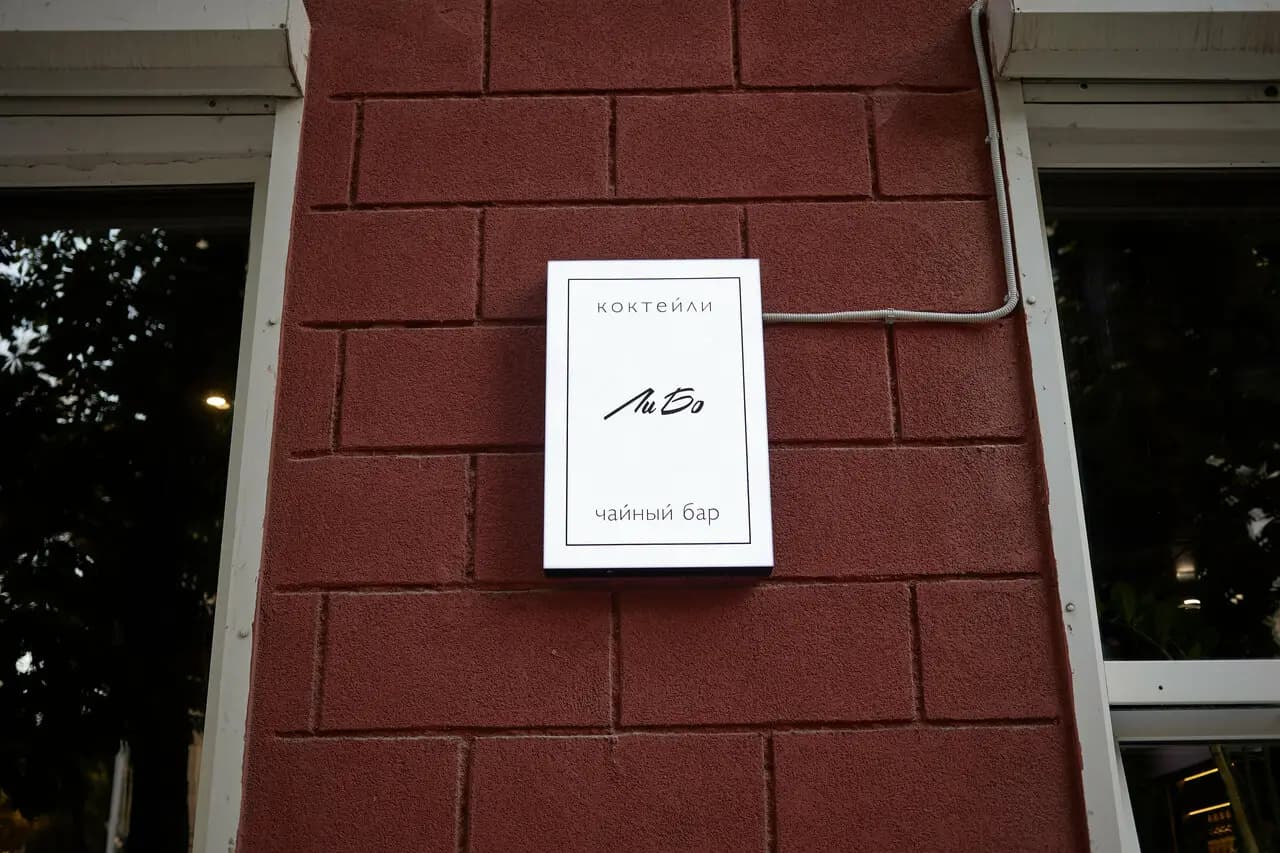 коктейли
Ли Бо
чайный бар